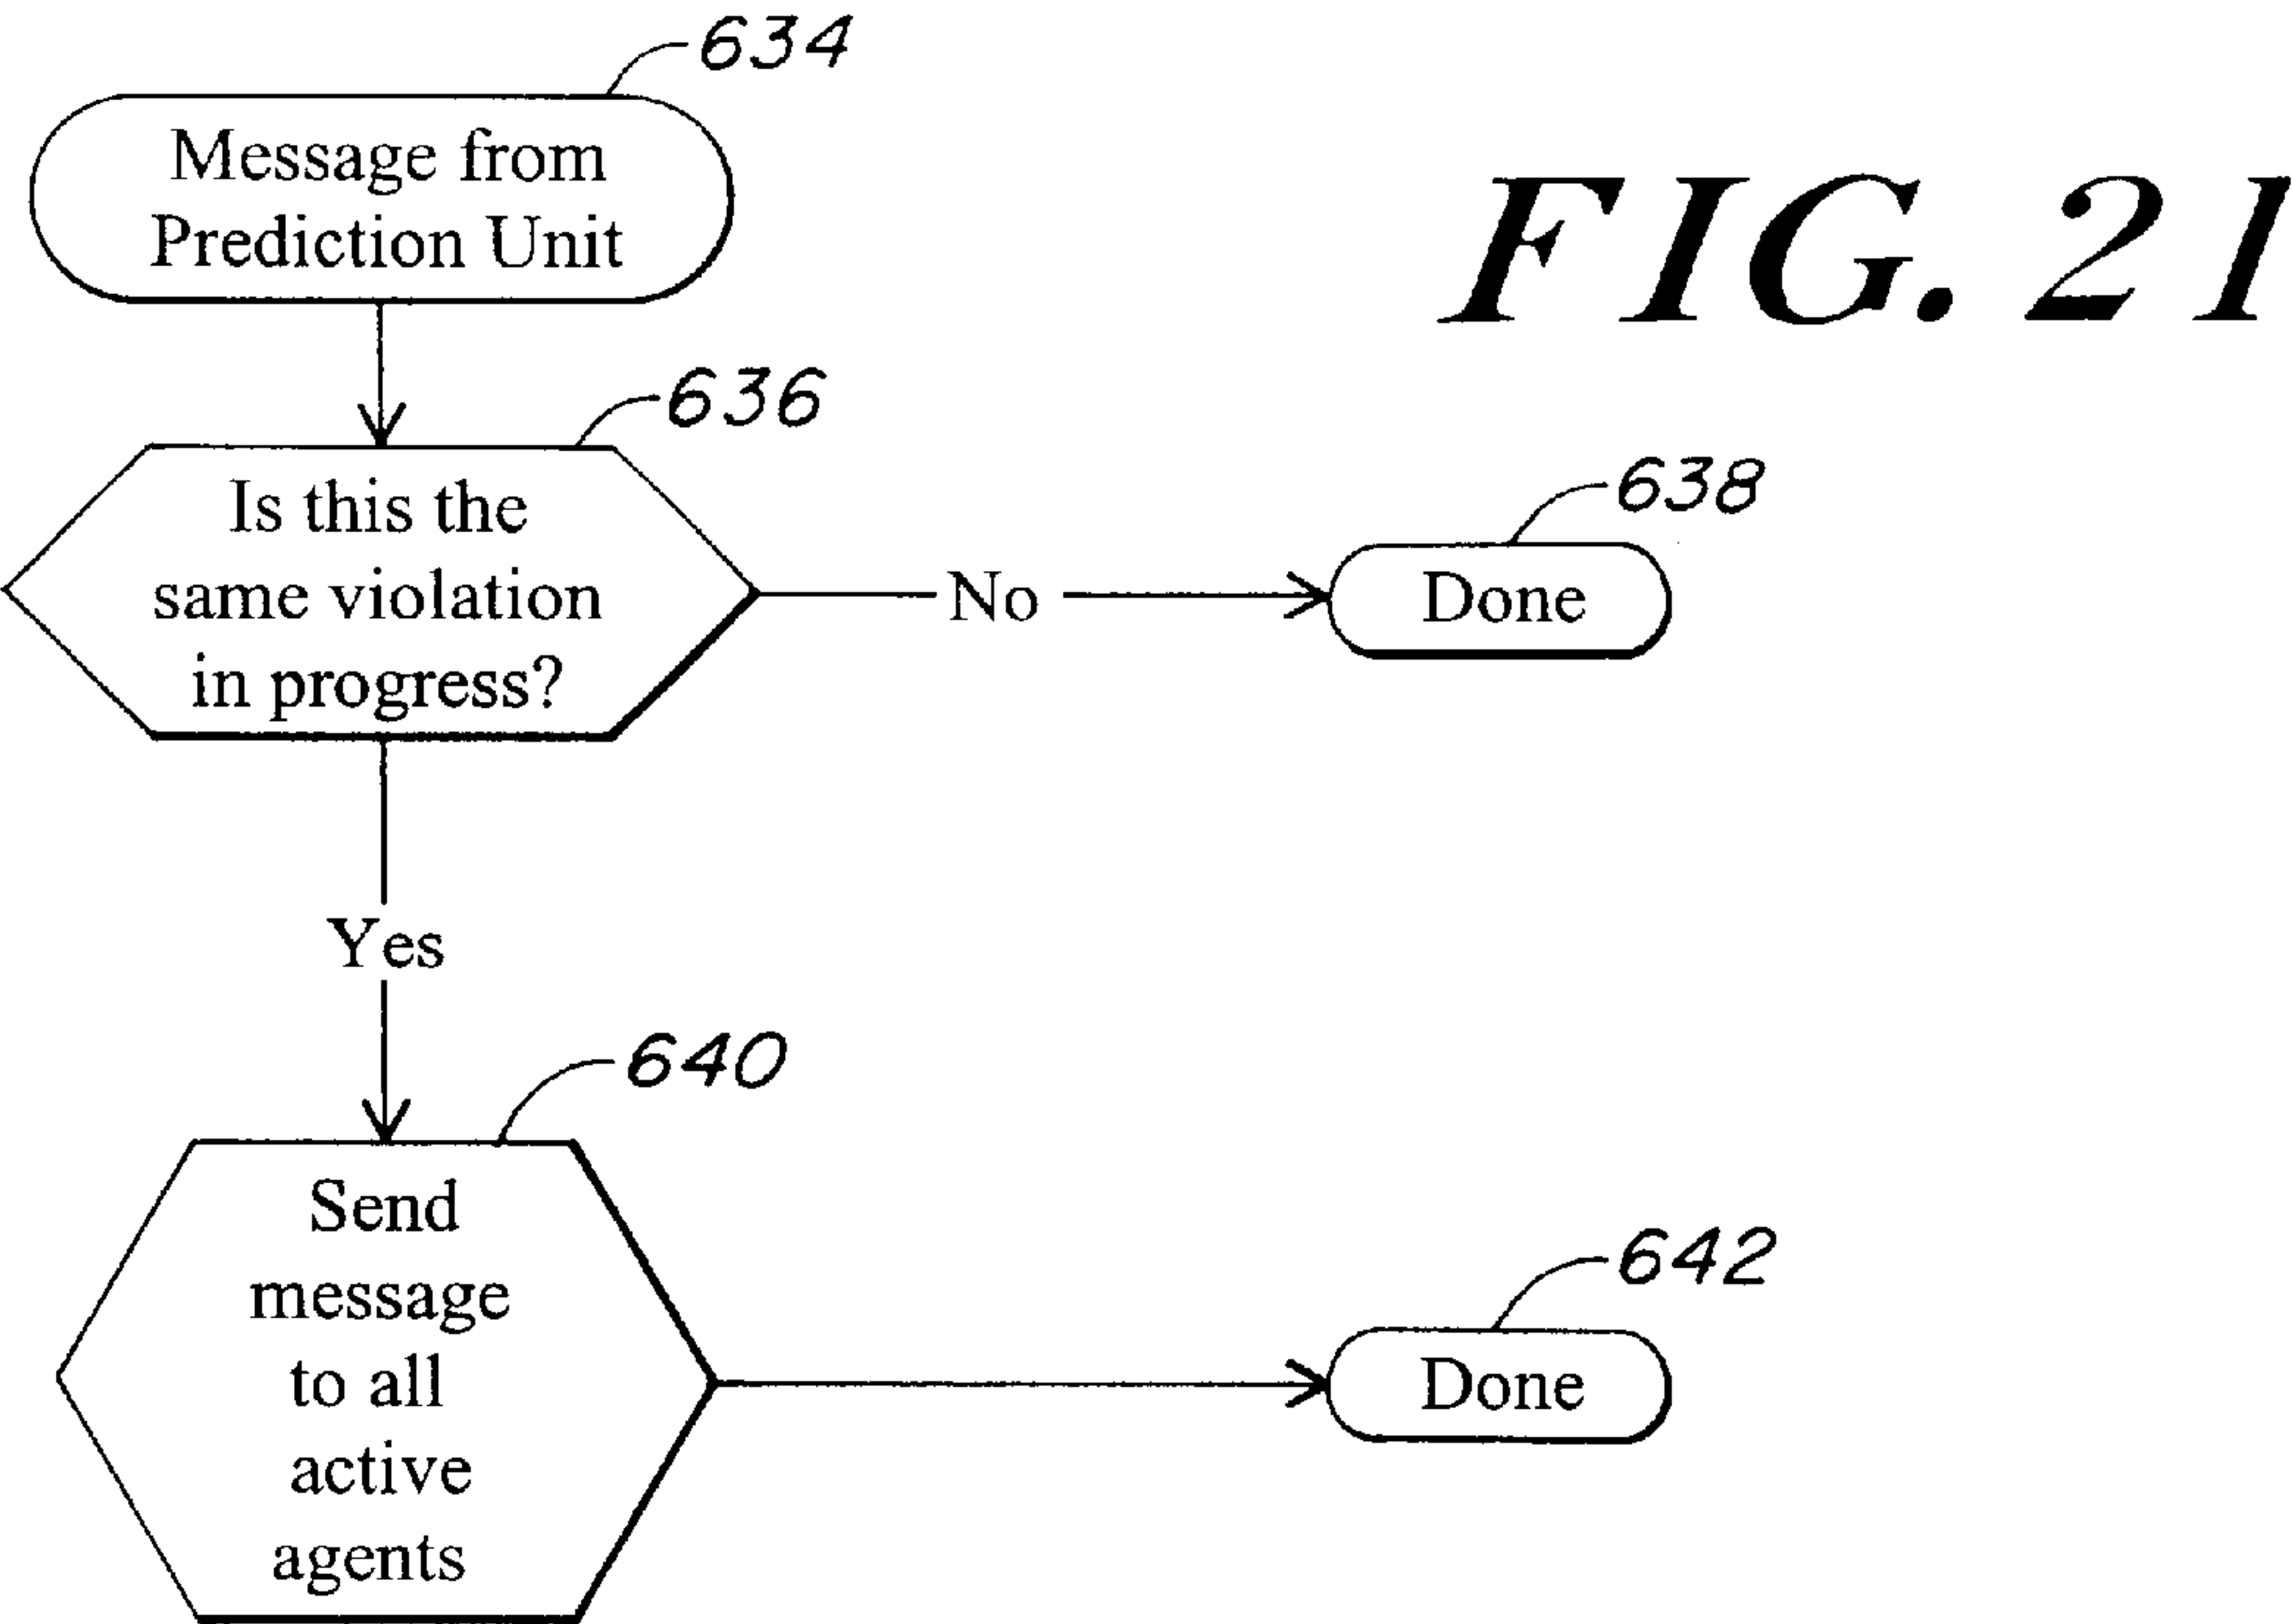 634
Message from
Prediction Unit
FIG. 21
636
Is this the
same violation
in progress?
No
638
Done
Yes
640
Send
message
to all
active
agents
642
Done